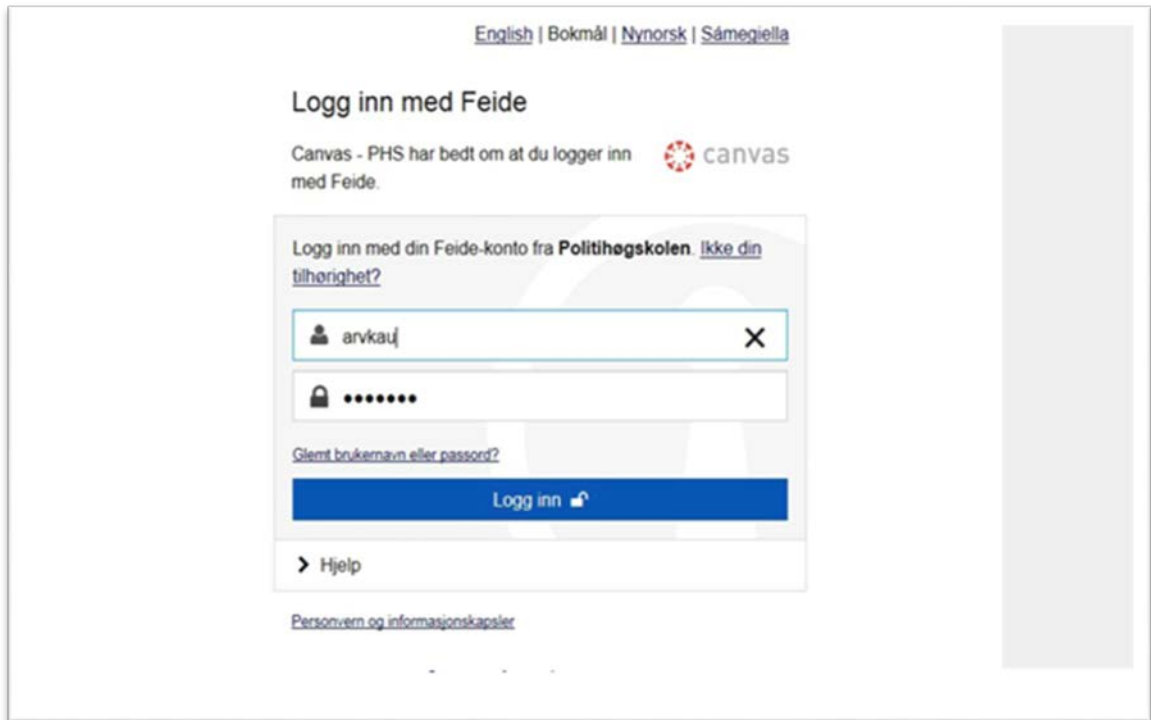 English | Bokmål | Nynorsk | Sámegiella
Logg inn med Feide
Canvas - PHS har bedt om at du logger inn
med Feide.
canvas
Logg inn med din Feide-konto fra Politihøgskolen. Ikke din
tilhørighet?
arvkau
•••••••
Glemt brukernavn eller passord?
Logg inn
Hjelp
Personvern og informasjonskapsler